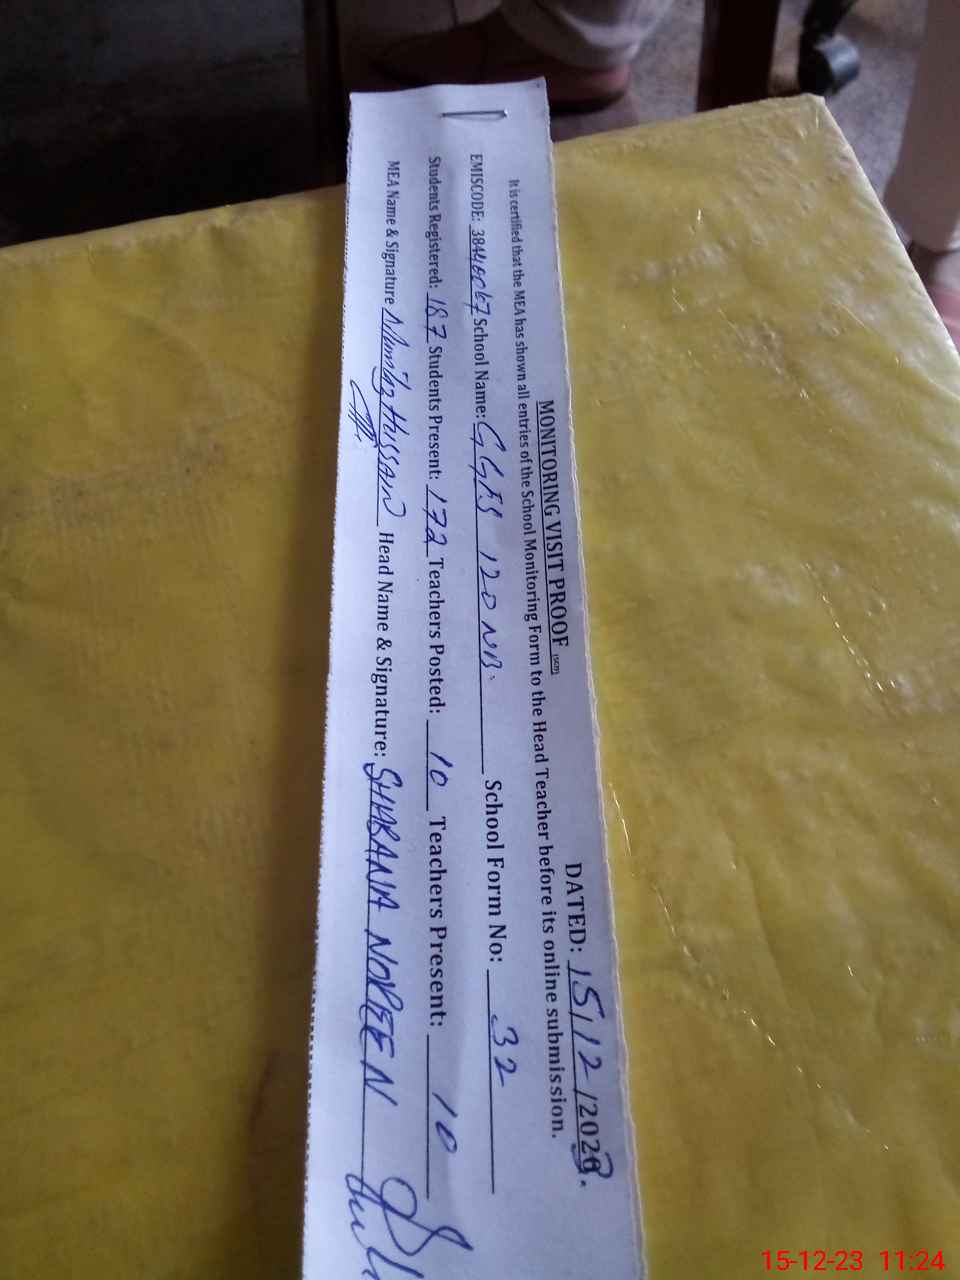 MONITORING VISIT PROOF (SCH) DATED: 15/12/2023.
It is certified that the MEA has shown all entries of the School Monitoring Form to the Head Teacher before its online submission.
EMISCODE: 38440067 School Name: GGES 120 NB. School Form No: 32
Students Registered: 187 Students Present: 172 Teachers Posted: 10 Teachers Present: 10
MEA Name & Signature Hussain Head Name & Signature: SHABANA NOREEN
15-12-23 11:24